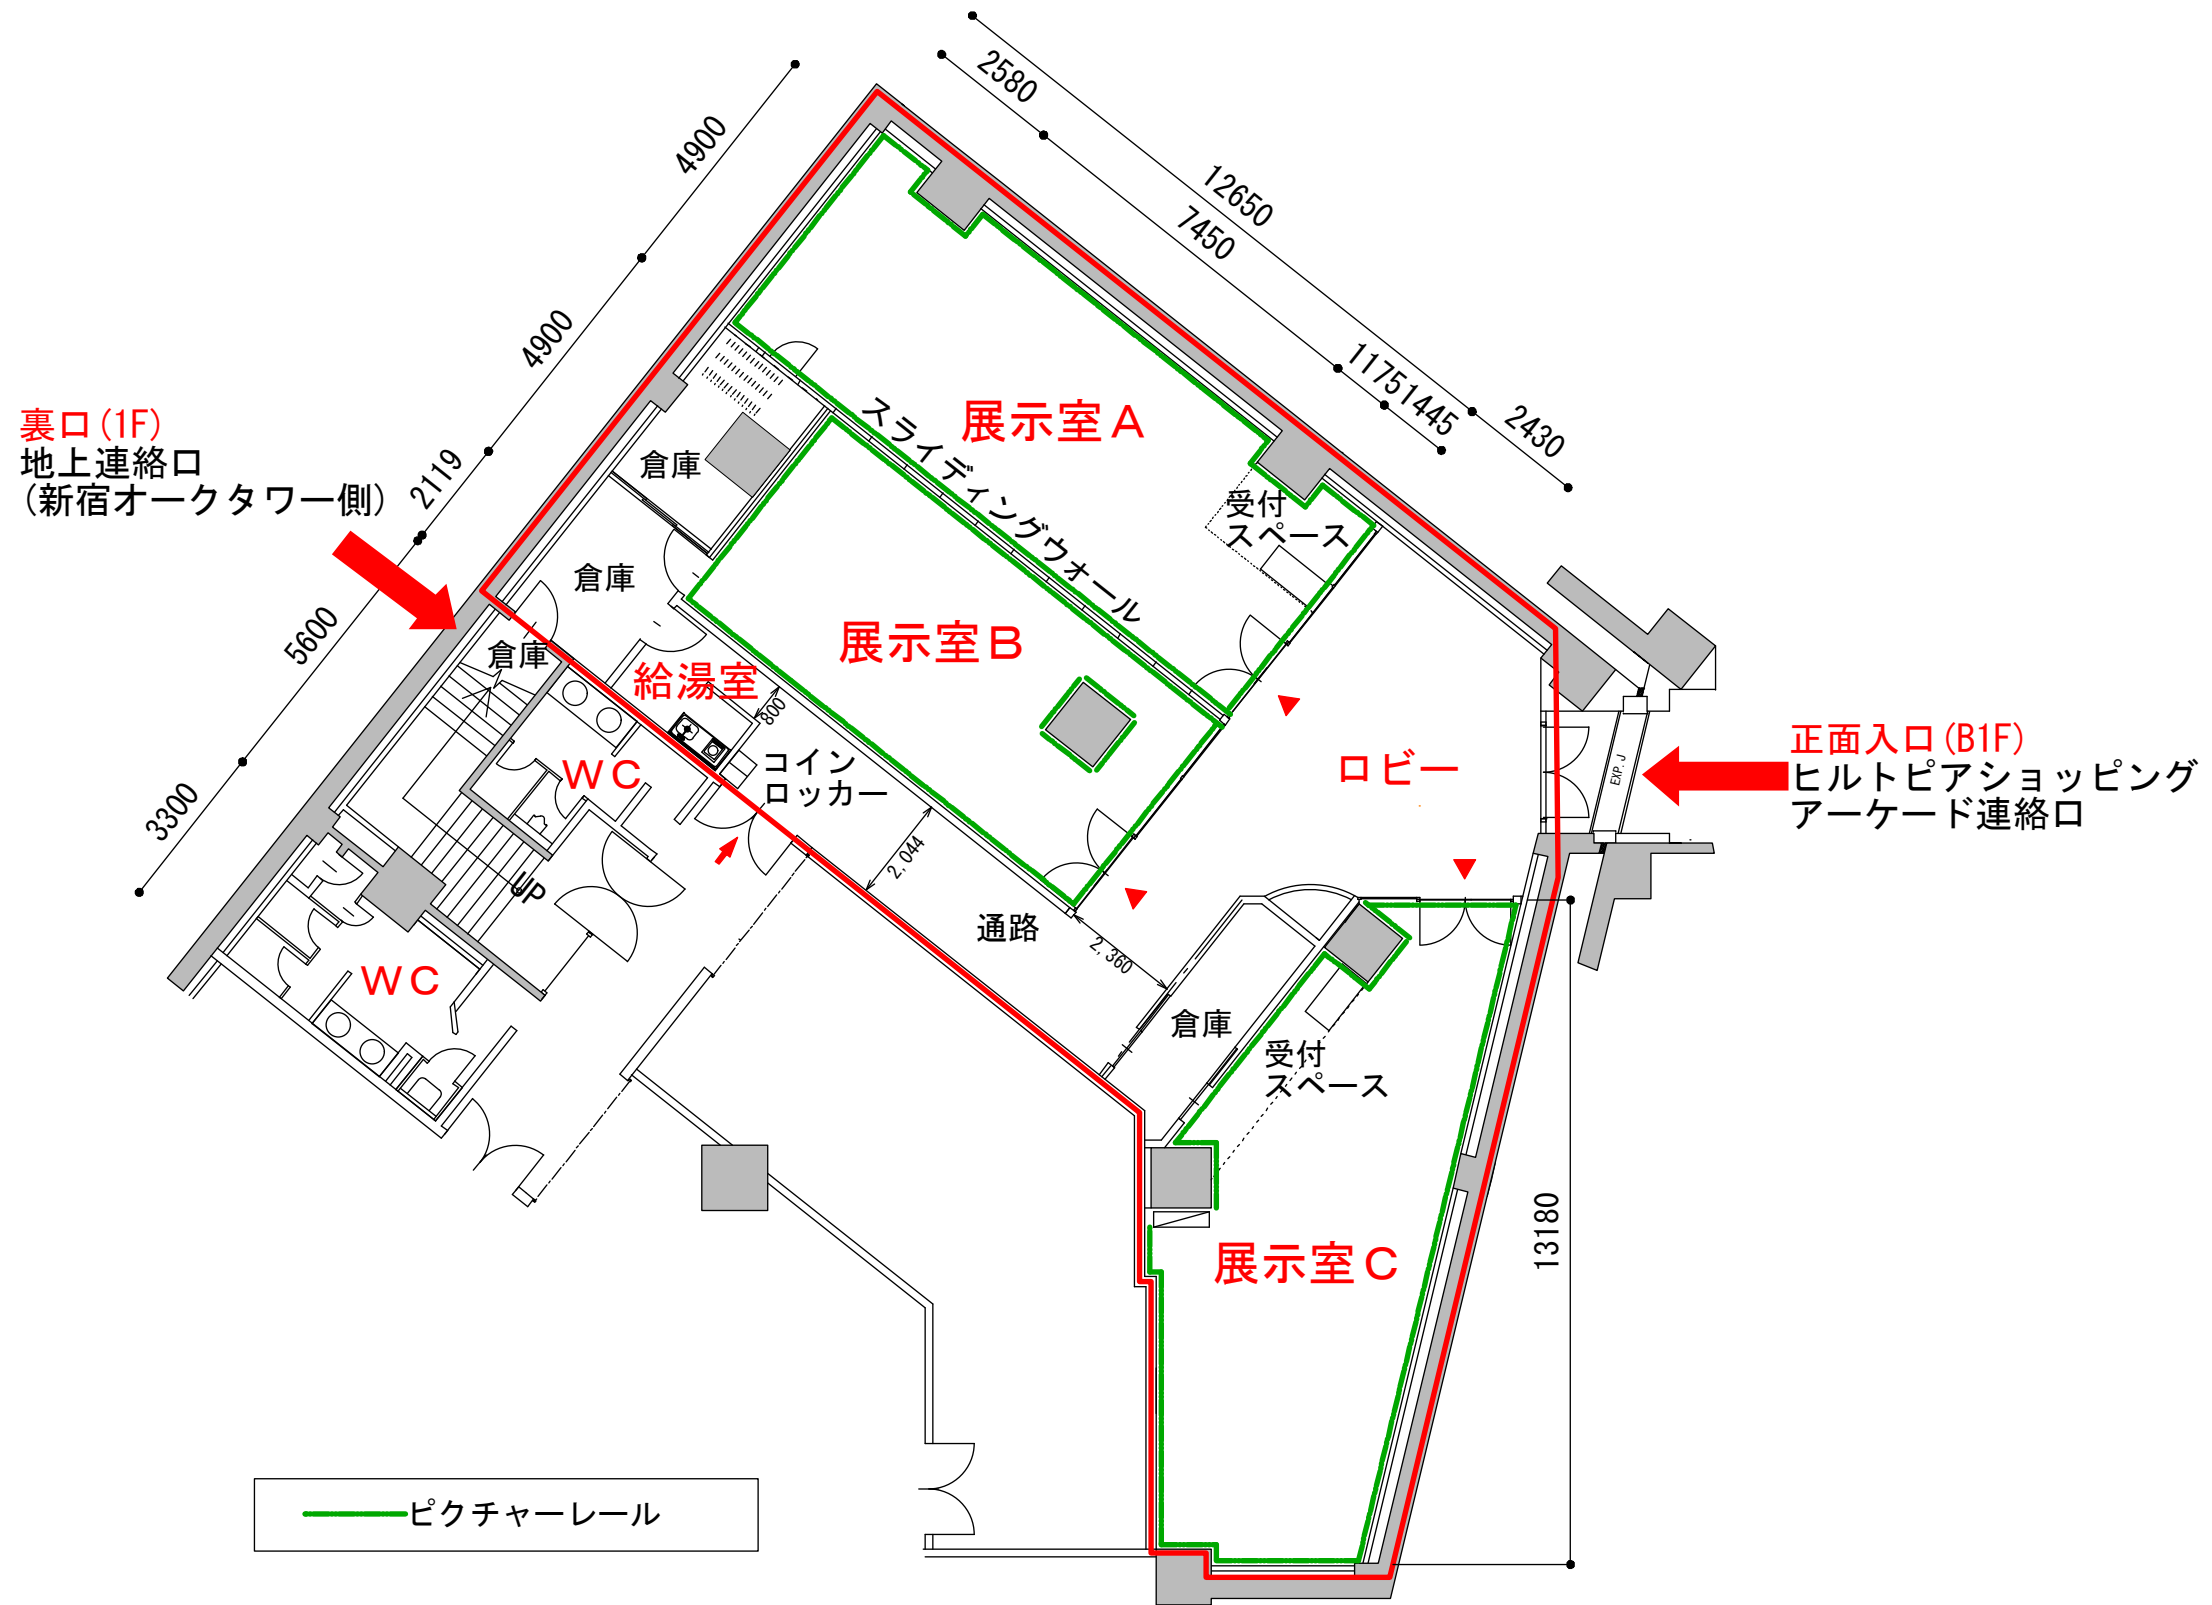 2580
12650
7450
1175
1445
2430
4900
4900
2119
5600
3300
裏口(1F)
地上連絡口
(新宿オークタワー側)
展示室A
スライディングウォール
倉庫
受付
スペース
倉庫
展示室B
倉庫
給湯室
800
WC
コイン
ロッカー
ロビー
EXP. J
正面入口(B1F)
ヒルトピアショッピング
アーケード連絡口
2,044
UP
通路
2,360
WC
倉庫
受付
スペース
展示室C
13180
ピクチャーレール